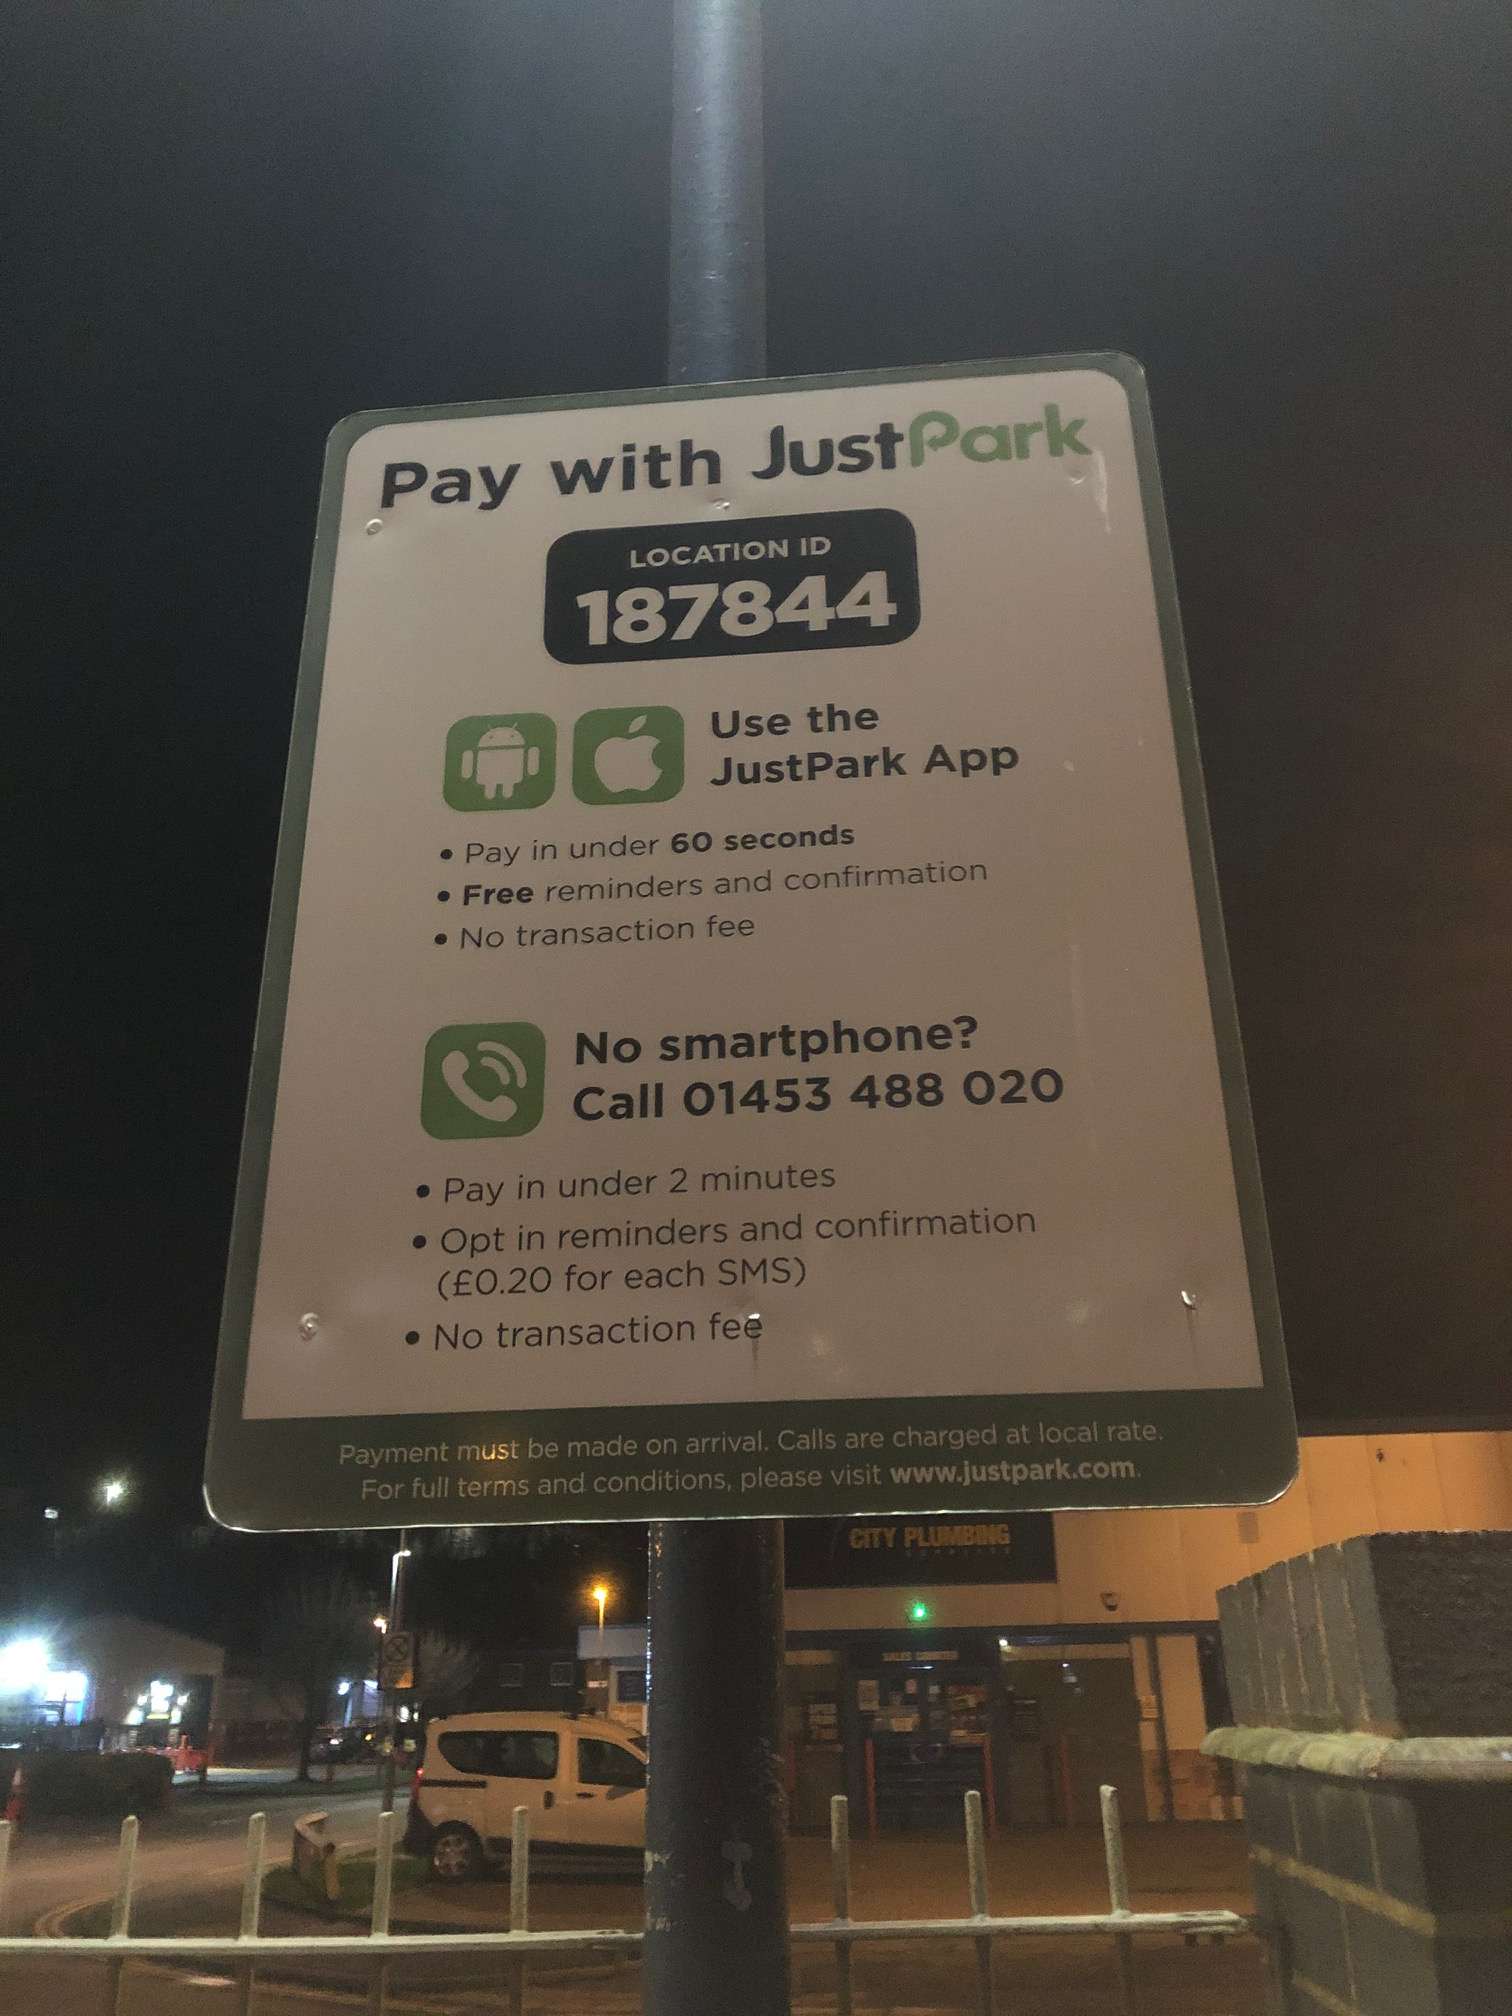 Pay with JustPark
LOCATION ID
187844
Use the
JustPark App
• Pay in under 60 seconds
• Free reminders and confirmation
• No transaction fee
No smartphone?
Call 01453 488 020
• Pay in under 2 minutes
• Opt in reminders and confirmation
(£0.20 for each SMS)
• No transaction fee
Payment must be made on arrival. Calls are charged at local rate.
For full terms and conditions, please visit www.justpark.com.
CITY PLUMBING
SUPPLIES
SALES COUNTER